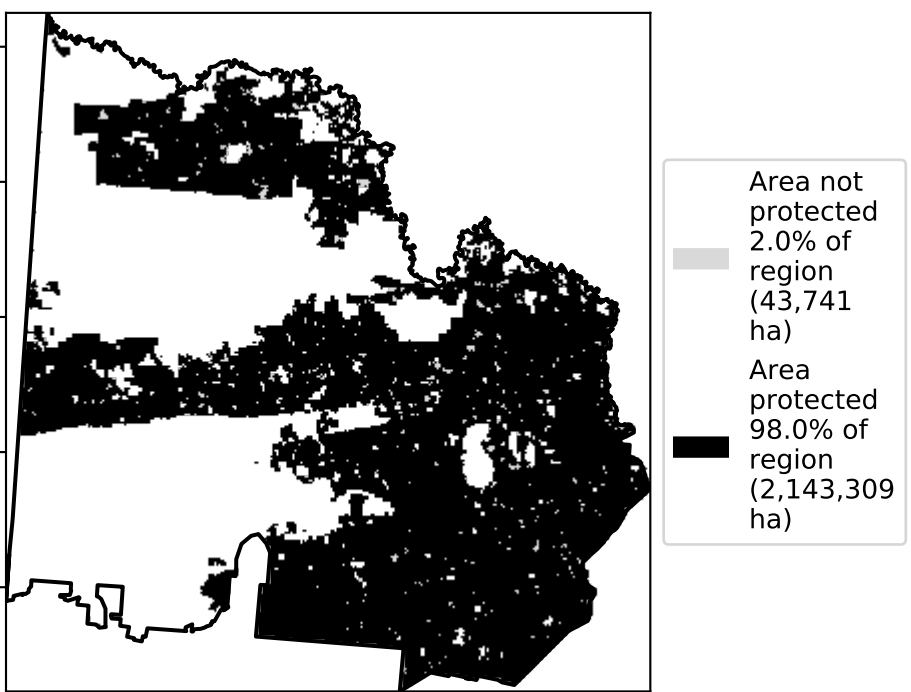 Area not
protected
2.0% of
region
(43,741
ha)
Area
protected
98.0% of
region
(2,143,309
ha)